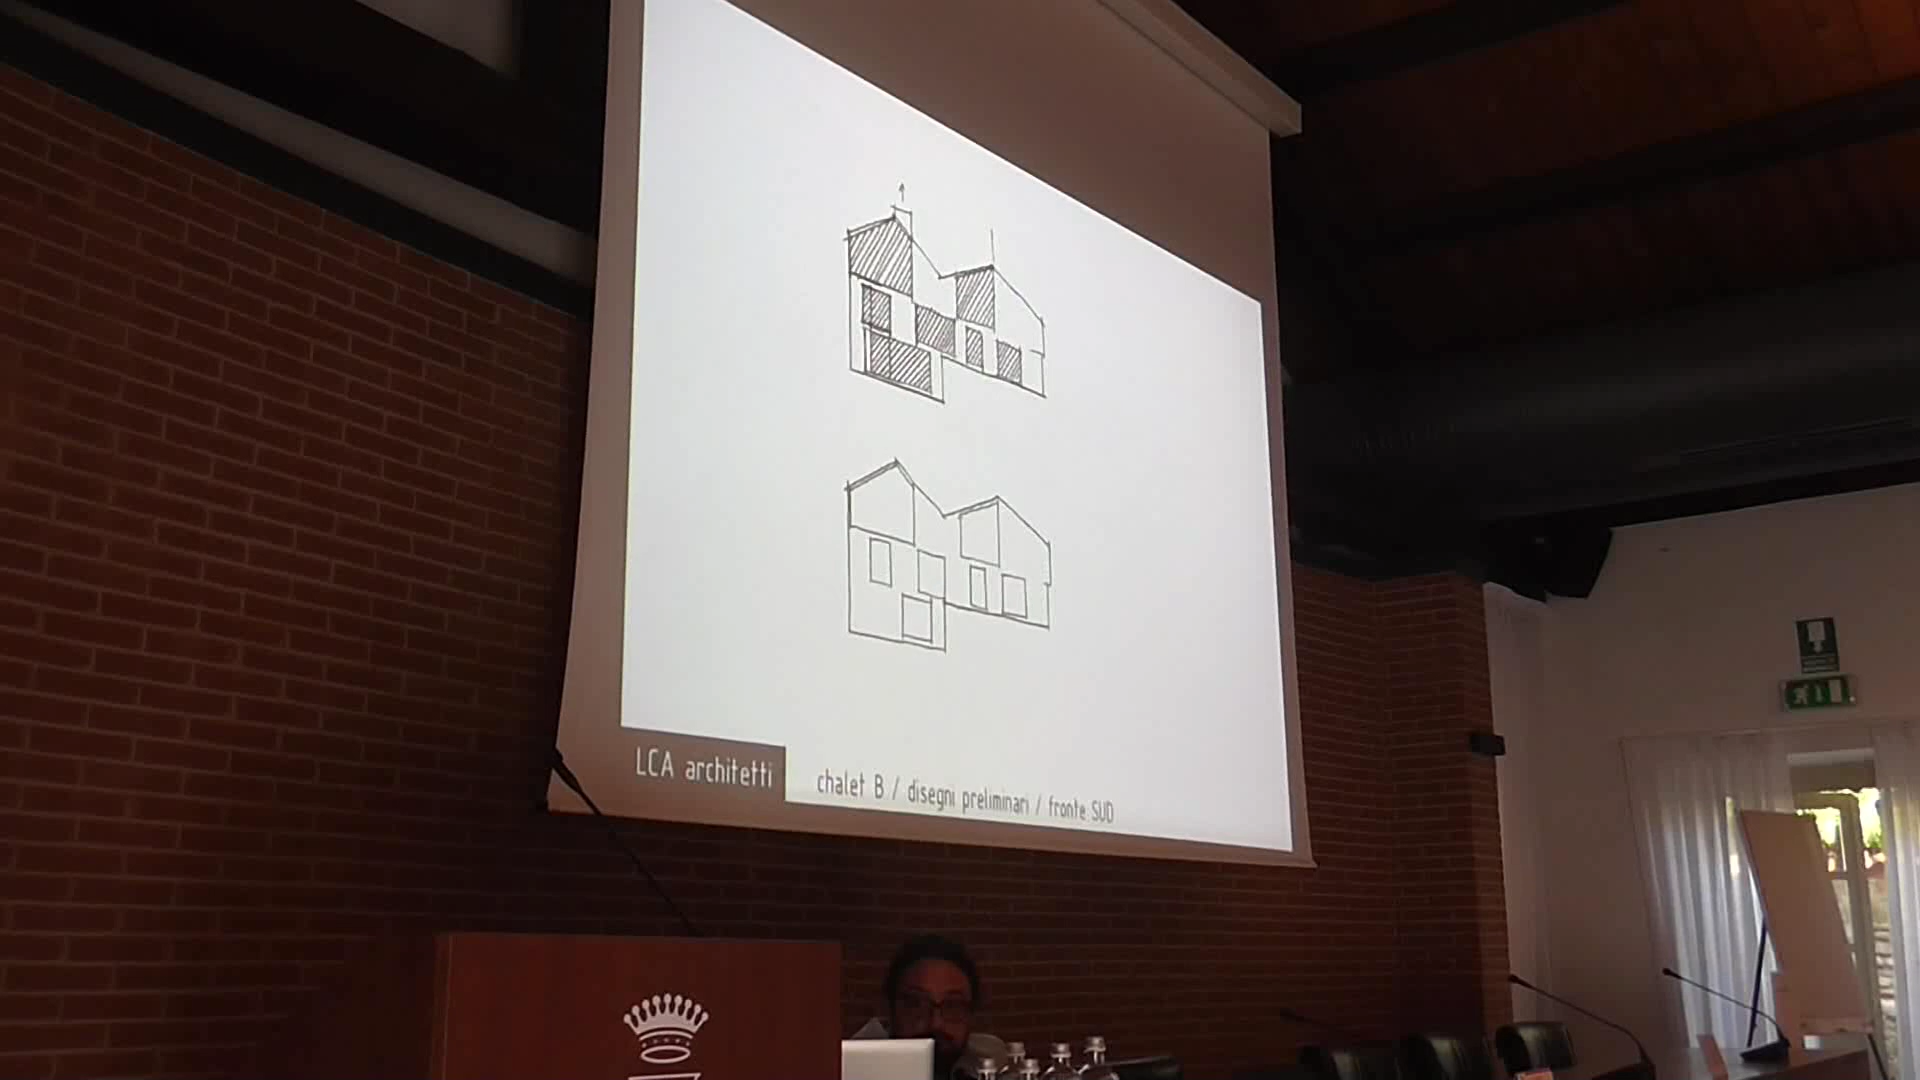 LCA architetti
chalet B / disegni preliminari / fronte SUD